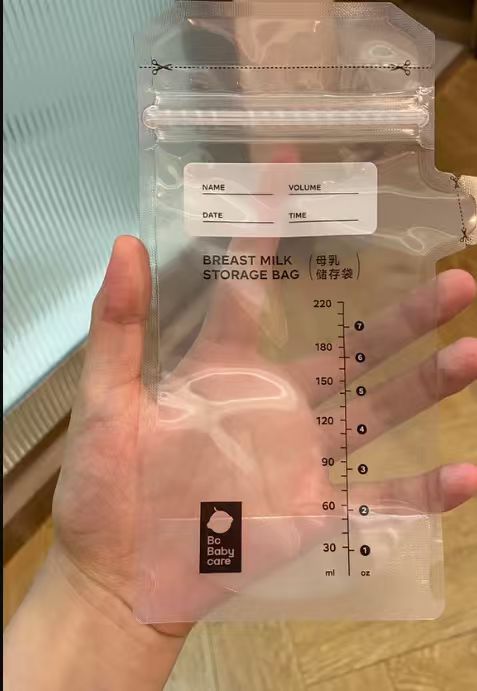 NAME VOLUME
DATE TIME
BREAST MILK (母乳
STORAGE BAG 储存袋)
220
7
180 6
150 5
120 4
90 3
60 2
30 1
ml oz
Bc
Baby
care